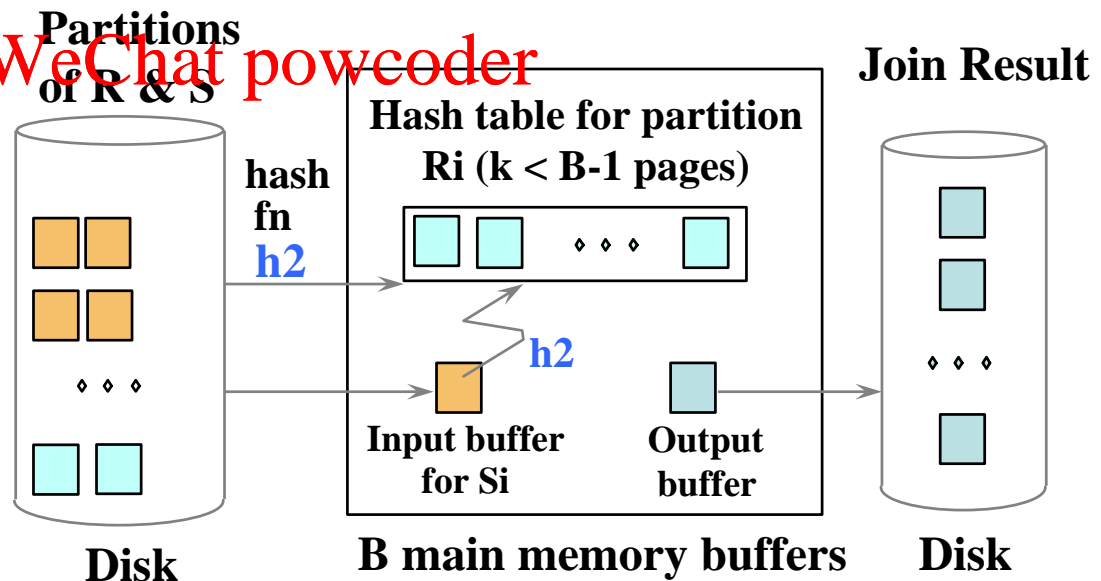 Partitions
of R & S
WeChat powcoder
Join Result
Hash table for partition
Ri (k < B-1 pages)
hash
fn
h2
h2
Input buffer
for Si
Output
buffer
Disk
B main memory buffers
Disk